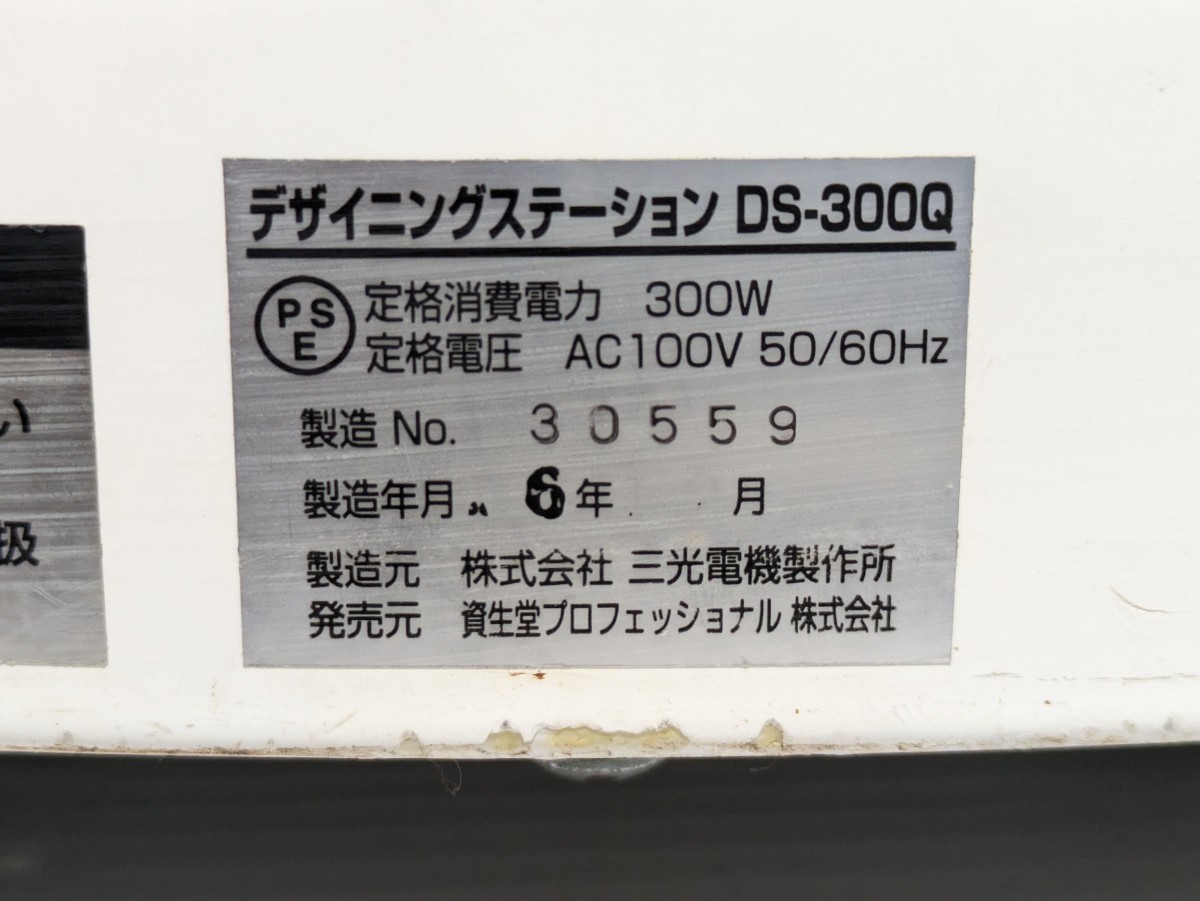 デザイニングステーション DS-300Q
PSE
定格消費電力 300W
定格電圧 AC100V 50/60Hz
製造 No. 30559
製造年月 6年 月
製造元 株式会社 三光電機製作所
発売元 資生堂プロフェッショナル 株式会社
い
扱